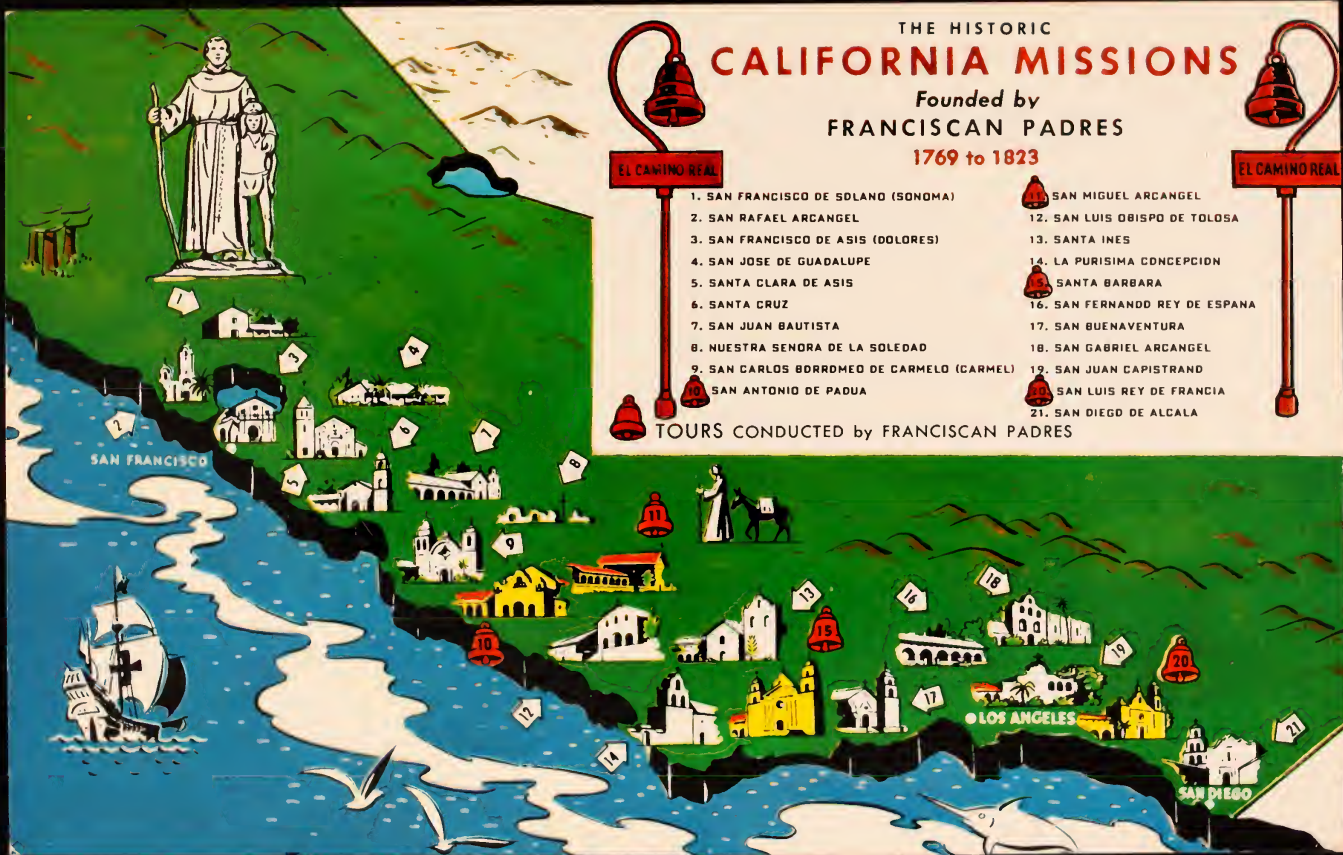 THE HISTORIC
CALIFORNIA MISSIONS
Founded by
FRANCISCAN PADRES
1769 to 1823
EL CAMINO REAL
EL CAMINO REAL
1. SAN FRANCISCO DE SOLANO (SONOMA)
2. SAN RAFAEL ARCANGEL
3. SAN FRANCISCO DE ASIS (DOLORES)
4. SAN JOSE DE GUADALUPE
5. SANTA CLARA DE ASIS
6. SANTA CRUZ
7. SAN JUAN BAUTISTA
8. NUESTRA SENORA DE LA SOLEDAD
9. SAN CARLOS BORROMEO DE CARMELO (CARMEL)
10 SAN ANTONIO DE PADUA
11. SAN MIGUEL ARCANGEL
12. SAN LUIS OBISPO DE TOLOSA
13. SANTA INES
14. LA PURISIMA CONCEPCION
15. SANTA BARBARA
16. SAN FERNANDO REY DE ESPANA
17. SAN BUENAVENTURA
18. SAN GABRIEL ARCANGEL
19. SAN JUAN CAPISTRANO
20. SAN LUIS REY DE FRANCIA
21. SAN DIEGO DE ALCALA
TOURS CONDUCTED by FRANCISCAN PADRES
1
3
4
2
6
7
SAN FRANCISCO
5
8
11
9
18
13
16
15
10
19
20
17
12
LOS ANGELES
21
14
SAN DIEGO